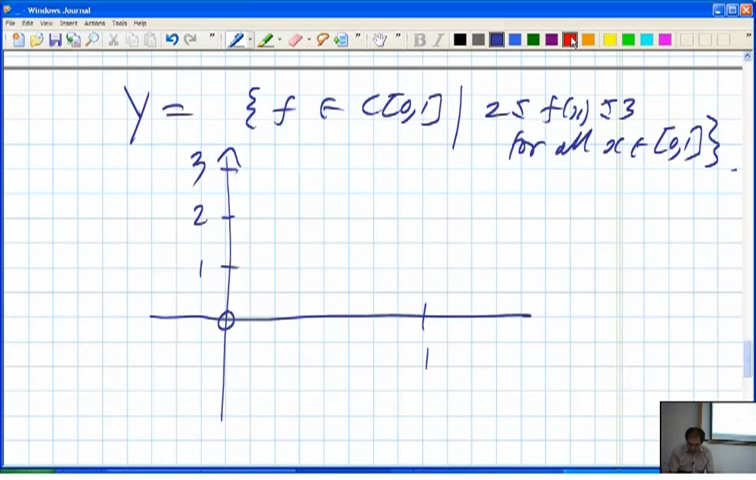 Windows Journal
File Edit View Insert Actions Tools Help
B I
Y = { f ∈ C[0,1] | 2 ≤ f(x) ≤ 3
for all x ∈ [0,1] }.
3
2
1
0
1